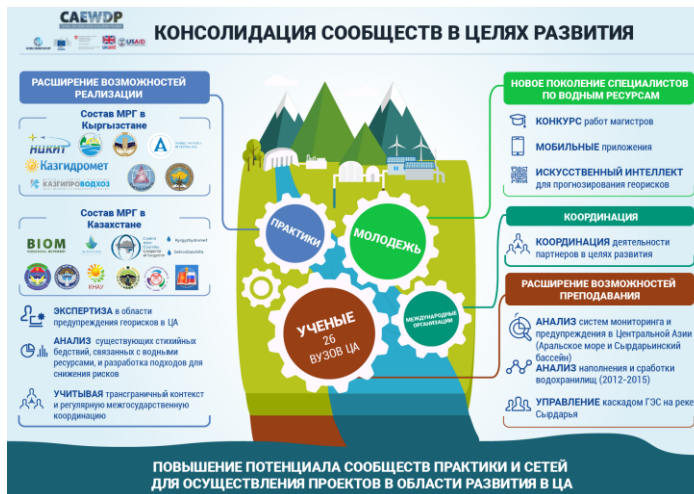 CAEWDP
UKaid
USAID
КОНСОЛИДАЦИЯ СООБЩЕСТВ В ЦЕЛЯХ РАЗВИТИЯ
РАСШИРЕНИЕ ВОЗМОЖНОСТЕЙ
РЕАЛИЗАЦИИ
Состав МРГ в
Кыргызстане
НИКИТ
Казгидромет
КАЗГИПРОВОДХОЗ
Состав МРГ в
Казахстане
BIOM
Kyrgyzhydromet
КНАУ
ЭКСПЕРТИЗА в области
предупреждения георисков в ЦА
АНАЛИЗ существующих стихийных
бедствий, связанных с водными
ресурсами, и разработка подходов для
снижения рисков
УЧИТЫВАЯ трансграничный контекст
и регулярную межгосударственную
координацию
ПРАКТИКИ
МОЛОДЕЖЬ
УЧЕНЫЕ
26
ВУЗОВ ЦА
МЕЖДУНАРОДНЫЕ
ОРГАНИЗАЦИИ
НОВОЕ ПОКОЛЕНИЕ СПЕЦИАЛИСТОВ
ПО ВОДНЫМ РЕСУРСАМ
КОНКУРС работ магистров
МОБИЛЬНЫЕ приложения
ИСКУССТВЕННЫЙ ИНТЕЛЛЕКТ
для прогнозирования георисков
КООРДИНАЦИЯ
КООРДИНАЦИЯ деятельности
партнеров в целях развития
РАСШИРЕНИЕ ВОЗМОЖНОСТЕЙ
ПРЕПОДАВАНИЯ
АНАЛИЗ систем мониторинга и
предупреждения в Центральной Азии
(Аральское море и Сырдарьинский
бассейн)
АНАЛИЗ наполнения и сработки
водохранилищ (2012-2015)
УПРАВЛЕНИЕ каскадом ГЭС на реке
Сырдарья
ПОВЫШЕНИЕ ПОТЕНЦИАЛА СООБЩЕСТВ ПРАКТИКИ И СЕТЕЙ
ДЛЯ ОСУЩЕСТВЛЕНИЯ ПРОЕКТОВ В ОБЛАСТИ РАЗВИТИЯ В ЦА